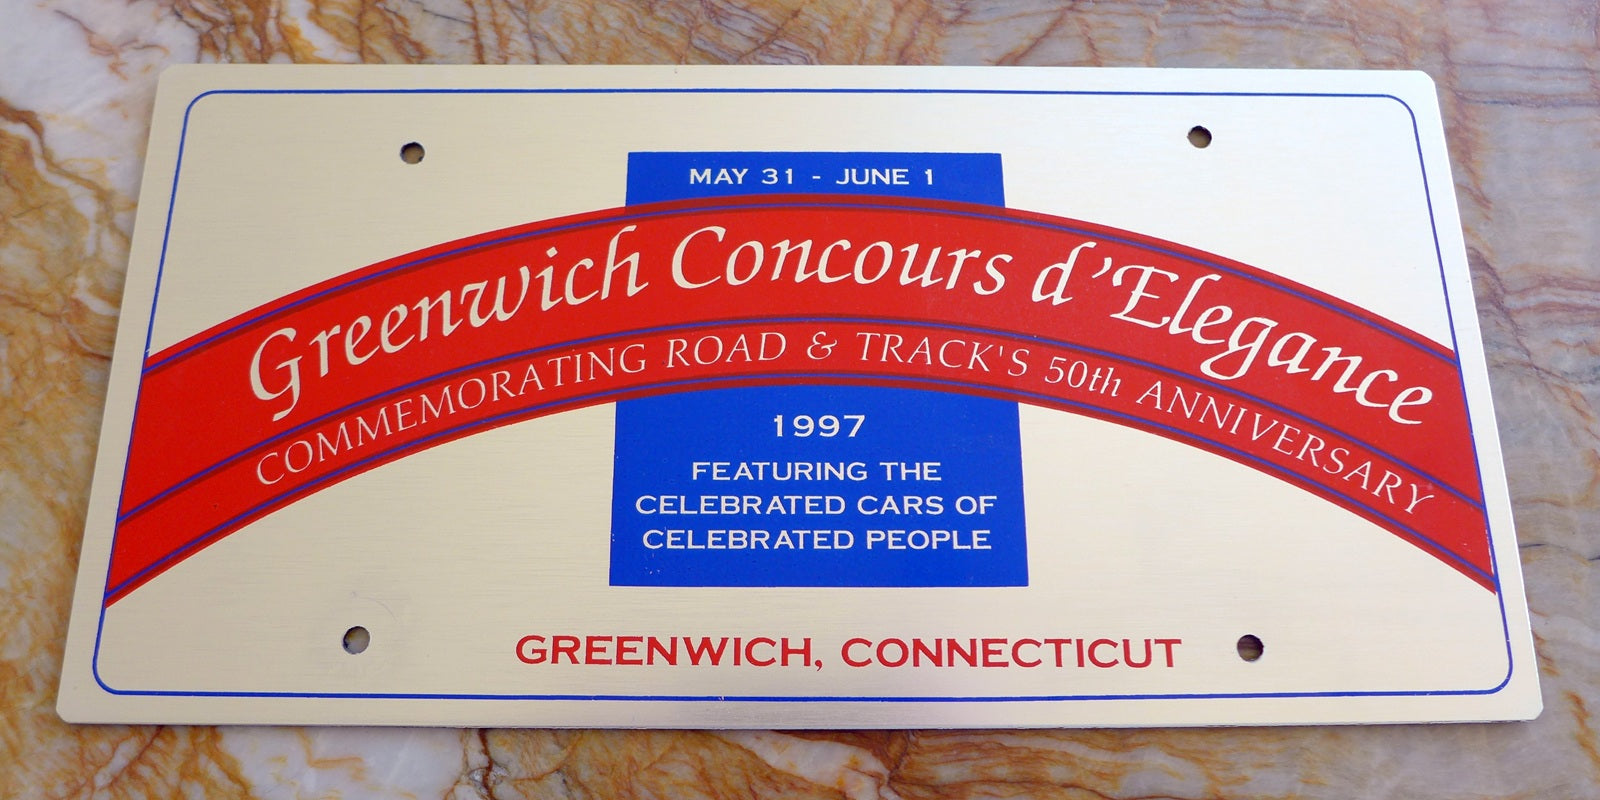 MAY 31 - JUNE 1
Greenwich Concours d'Elegance
COMMEMORATING ROAD & TRACK'S 50th ANNIVERSARY
1997
FEATURING THE
CELEBRATED CARS OF
CELEBRATED PEOPLE
GREENWICH, CONNECTICUT